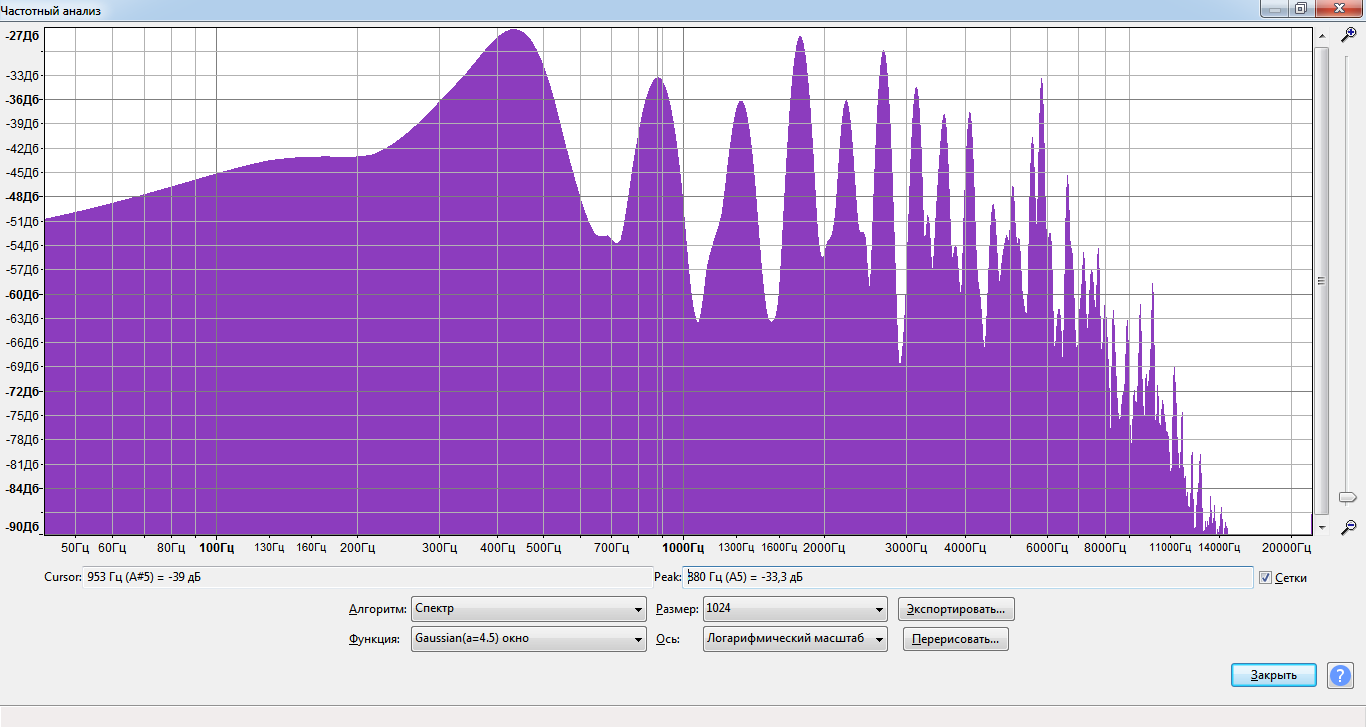 Частотный анализ
-27Дб
-33Дб
-36Дб
-39Дб
-42Дб
-45Дб
-48Дб
-51Дб
-54Дб
-57Дб
-60Дб
-63Дб
-66Дб
-69Дб
-72Дб
-75Дб
-78Дб
-81Дб
-84Дб
-90Дб
50Гц 60Гц 80Гц 100Гц 130Гц 160Гц 200Гц 300Гц 400Гц 500Гц 700Гц 1000Гц 1300Гц 1600Гц 2000Гц 3000Гц 4000Гц 6000Гц 8000Гц 11000Гц 14000Гц 20000Гц
Cursor: 953 Гц (A#5) = -39 дБ Peak: 880 Гц (A5) = -33,3 дБ Сетки
Алгоритм: Спектр Размер: 1024 Экспортировать...
Функция: Gaussian(a=4.5) окно Ось: Логарифмический масштаб Перерисовать...
Закрыть ?